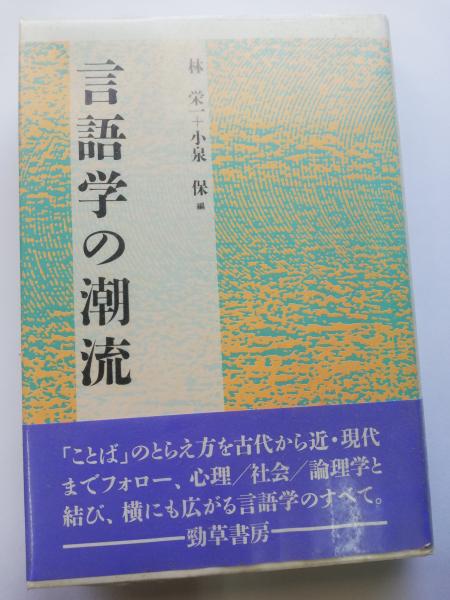 言語学の潮流
林 栄一+小泉 保 編
「ことば」のとらえ方を古代から近・現代
までフォロー、心理/社会/論理学と
結び、横にも広がる言語学のすべて。
勁草書房